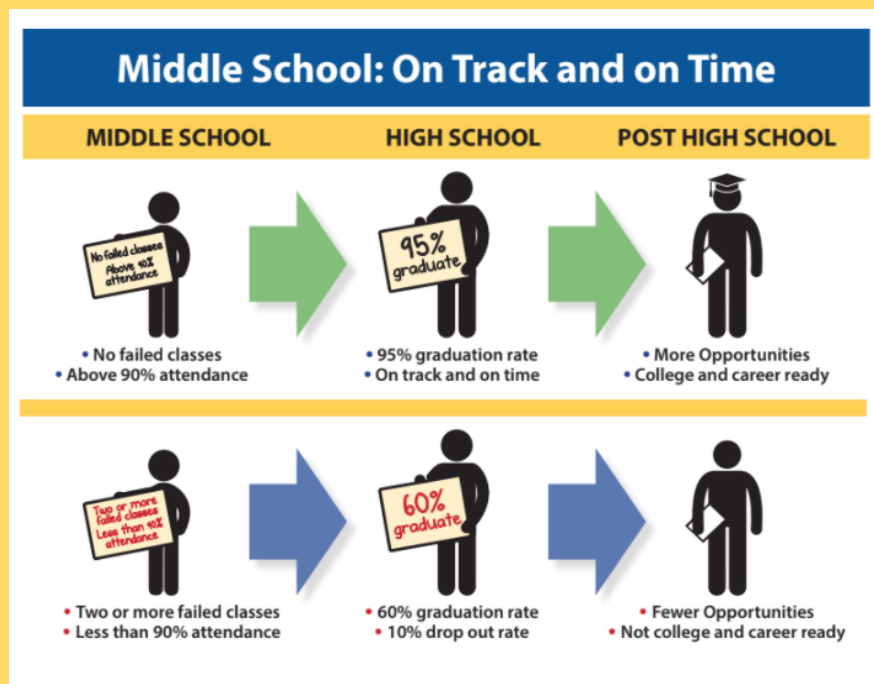 Middle School: On Track and on Time
MIDDLE SCHOOL
HIGH SCHOOL
POST HIGH SCHOOL
No failed classes
Above 90%
attendance
95%
graduate
• No failed classes
• Above 90% attendance
• 95% graduation rate
• On track and on time
• More Opportunities
• College and career ready
Two or more
failed classes
Less than 90%
attendance
60%
graduate
• Two or more failed classes
• Less than 90% attendance
• 60% graduation rate
• 10% drop out rate
• Fewer Opportunities
• Not college and career ready